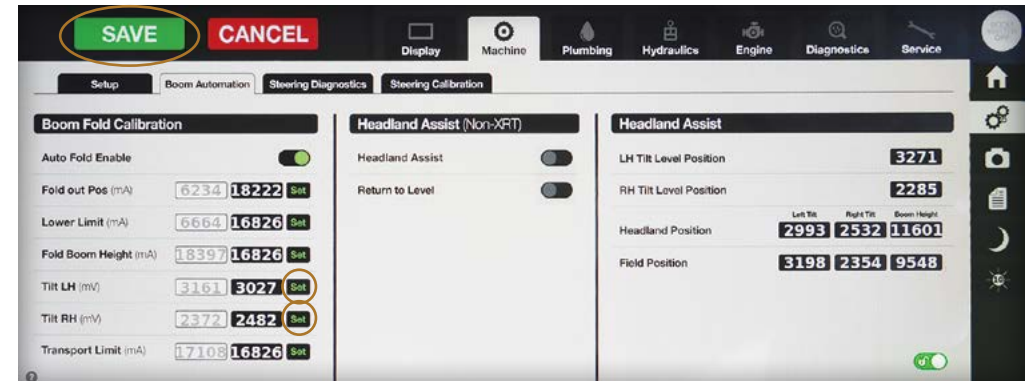 SAVE
CANCEL
Display
Machine
Plumbing
Hydraulics
Engine
Diagnostics
Service
Setup
Boom Automation
Steering Diagnostics
Steering Calibration
Boom Fold Calibration
Auto Fold Enable
Fold out Pos (mA) 6234 18222 Set
Lower Limit (mA) 6664 16826 Set
Fold Boom Height (mA) 18397 16826 Set
Tilt LH (mV) 3161 3027 Set
Tilt RH (mV) 2372 2482 Set
Transport Limit (mA) 17108 16826 Set
?
Headland Assist (Non-XRT)
Headland Assist
Return to Level
Headland Assist
LH Tilt Level Position 3271
RH Tilt Level Position 2285
Left Tilt Right Tilt Boom Height
Headland Position 2993 2532 11601
Field Position 3198 2354 9548